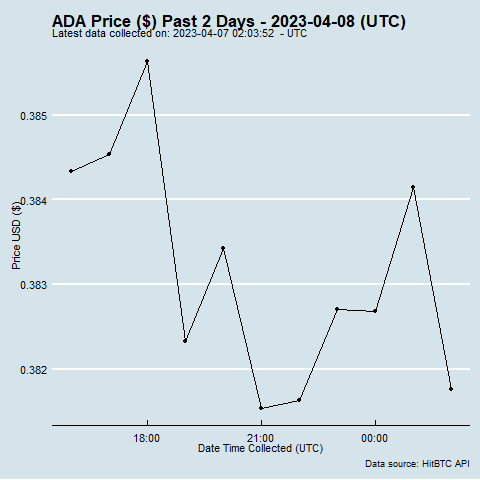 ADA Price ($) Past 2 Days - 2023-04-08 (UTC)
Latest data collected on: 2023-04-07 02:03:52  - UTC
0.385
0.384
0.383
0.382
Price USD ($)
18:00
21:00
00:00
Date Time Collected (UTC)
Data source: HitBTC API